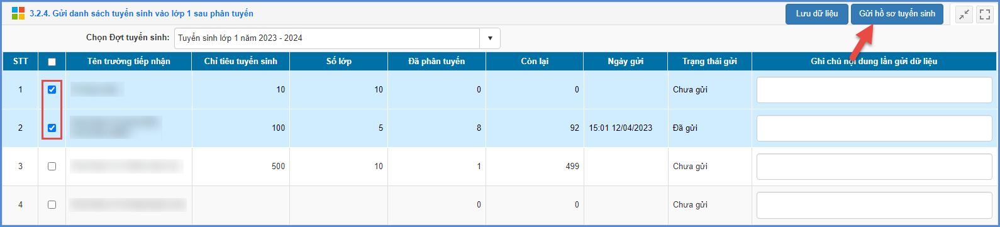 3.2.4. Gửi danh sách tuyển sinh vào lớp 1 sau phân tuyến
Lưu dữ liệu
Gửi hồ sơ tuyển sinh
Chọn Đợt tuyển sinh: Tuyển sinh lớp 1 năm 2023 - 2024
STT Tên trường tiếp nhận Chỉ tiêu tuyển sinh Số lớp Đã phân tuyến Còn lại Ngày gửi Trạng thái gửi Ghi chú nội dung lần gửi dữ liệu
1 10 10 0 0 Chưa gửi
2 100 5 8 92 15:01 12/04/2023 Đã gửi
3 500 10 1 499 Chưa gửi
4 0 0 Chưa gửi